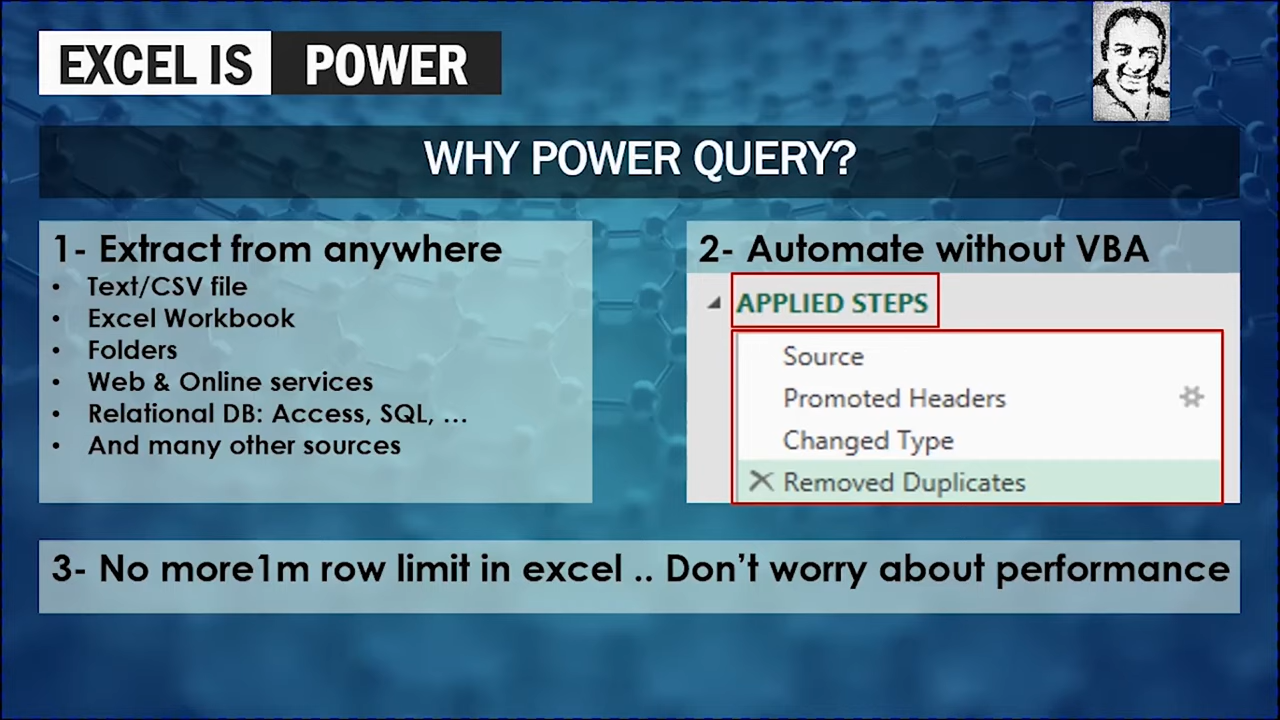 EXCEL IS POWER
WHY POWER QUERY?
1- Extract from anywhere
• Text/CSV file
• Excel Workbook
• Folders
• Web & Online services
• Relational DB: Access, SQL, ...
• And many other sources
2- Automate without VBA
APPLIED STEPS
Source
Promoted Headers
Changed Type
Removed Duplicates
3- No more1m row limit in excel .. Don't worry about performance